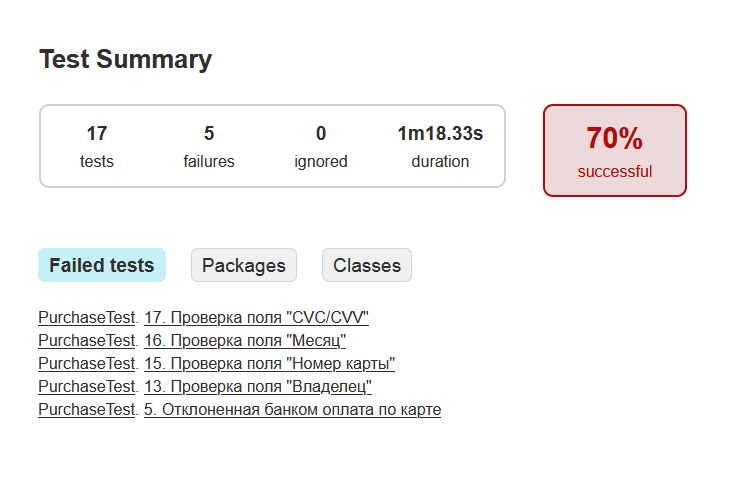 Test Summary
17 5 0 1m18.33s
tests failures ignored duration
70%
successful
Failed tests Packages Classes
PurchaseTest. 17. Проверка поля "CVC/CVV"
PurchaseTest. 16. Проверка поля "Месяц"
PurchaseTest. 15. Проверка поля "Номер карты"
PurchaseTest. 13. Проверка поля "Владелец"
PurchaseTest. 5. Отклоненная банком оплата по карте